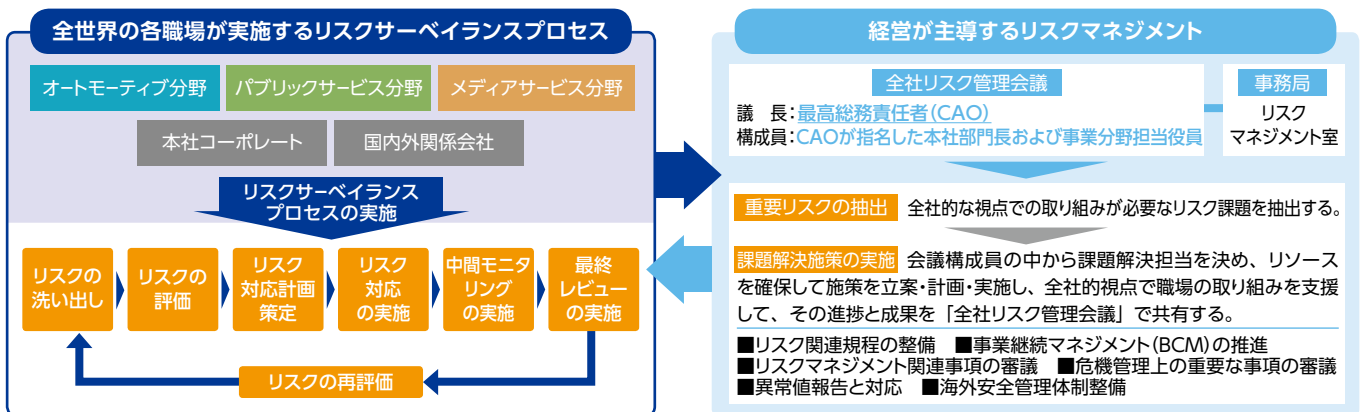 全世界の各職場が実施するリスクサーベイランスプロセス
オートモーティブ分野
パブリックサービス分野
メディアサービス分野
本社コーポレート
国内外関係会社
リスクサーベイランス
プロセスの実施
リスクの
洗い出し
リスクの
評価
リスク
対応計画
策定
リスク
対応
の実施
中間モニタ
リング
の実施
最終
レビュー
の実施
リスクの再評価
経営が主導するリスクマネジメント
全社リスク管理会議
議　長：最高総務責任者（CAO）
構成員：CAOが指名した本社部門長および事業分野担当役員
事務局
リスク
マネジメント室
重要リスクの抽出 全社的な視点での取り組みが必要なリスク課題を抽出する。
課題解決施策の実施 会議構成員の中から課題解決担当を決め、リソース
を確保して施策を立案・計画・実施し、全社的視点で職場の取り組みを支援
して、その進捗と成果を「全社リスク管理会議」で共有する。
■リスク関連規程の整備 ■事業継続マネジメント（BCM）の推進
■リスクマネジメント関連事項の審議 ■危機管理上の重要な事項の審議
■異常値報告と対応 ■海外安全管理体制整備